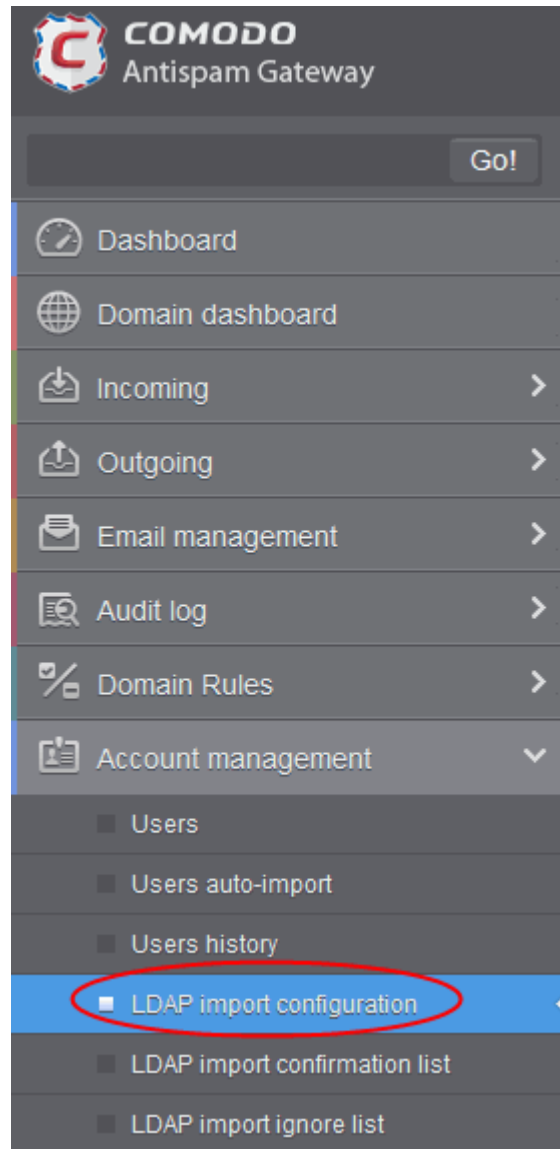 C COMODO
Antispam Gateway
Go!
Dashboard
Domain dashboard
Incoming
Outgoing
Email management
Audit log
Domain Rules
Account management
Users
Users auto-import
Users history
LDAP import configuration
LDAP import confirmation list
LDAP import ignore list